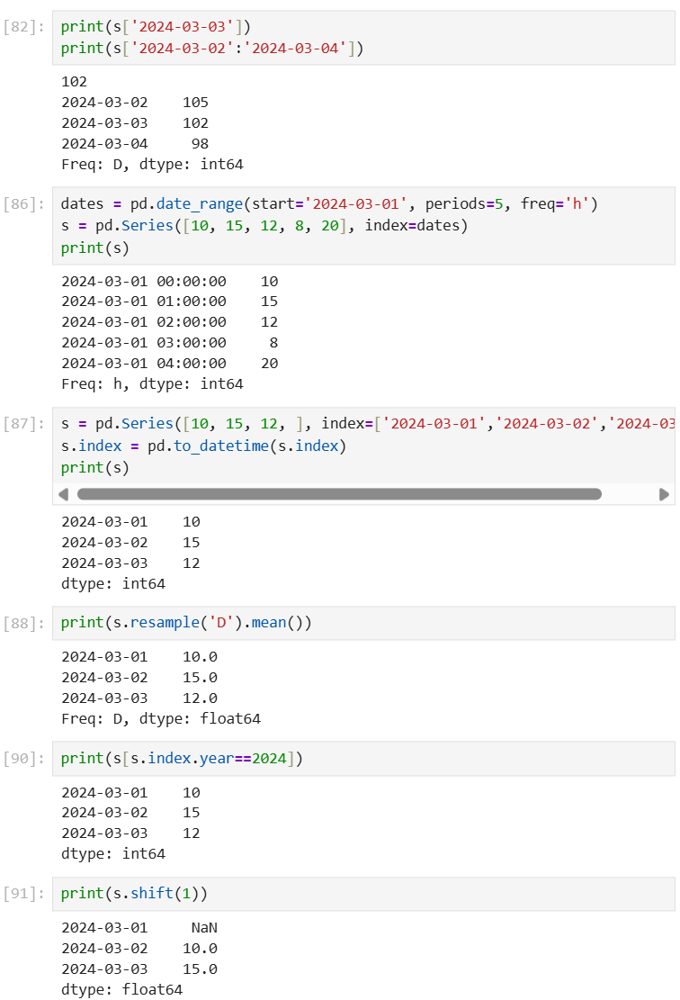 [82]: print(s['2024-03-03'])
print(s['2024-03-02':'2024-03-04'])
102
2024-03-02    105
2024-03-03    102
2024-03-04     98
Freq: D, dtype: int64
[86]: dates = pd.date_range(start='2024-03-01', periods=5, freq='h')
s = pd.Series([10, 15, 12, 8, 20], index=dates)
print(s)
2024-03-01 00:00:00    10
2024-03-01 01:00:00    15
2024-03-01 02:00:00    12
2024-03-01 03:00:00     8
2024-03-01 04:00:00    20
Freq: h, dtype: int64
[87]: s = pd.Series([10, 15, 12, ], index=['2024-03-01','2024-03-02','2024-03
s.index = pd.to_datetime(s.index)
print(s)
2024-03-01    10
2024-03-02    15
2024-03-03    12
dtype: int64
[88]: print(s.resample('D').mean())
2024-03-01    10.0
2024-03-02    15.0
2024-03-03    12.0
Freq: D, dtype: float64
[90]: print(s[s.index.year==2024])
2024-03-01    10
2024-03-02    15
2024-03-03    12
dtype: int64
[91]: print(s.shift(1))
2024-03-01     NaN
2024-03-02    10.0
2024-03-03    15.0
dtype: float64